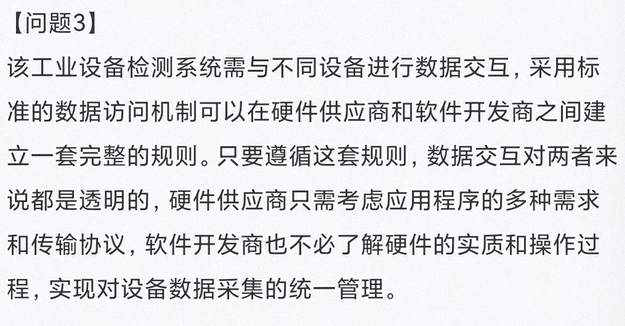 【问题3】
该工业设备检测系统需与不同设备进行数据交互，采用标
准的数据访问机制可以在硬件供应商和软件开发商之间建
立一套完整的规则。只要遵循这套规则，数据交互对两者来
说都是透明的，硬件供应商只需考虑应用程序的多种需求
和传输协议，软件开发商也不必了解硬件的实质和操作过
程，实现对设备数据采集的统一管理。